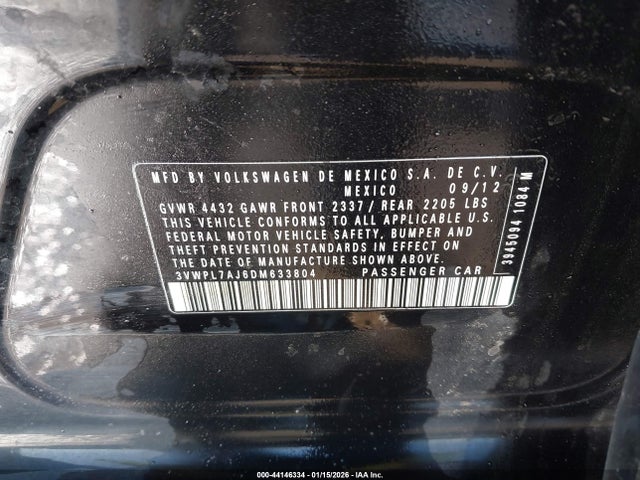 MFD BY VOLKSWAGEN DE MEXICO S.A. DE C.V.
MEXICO 09/12
GVWR 4432 GAWR FRONT 2337/ REAR 2205 LBS
THIS VEHICLE CONFORMS TO ALL APPLICABLE U.S.
FEDERAL MOTOR VEHICLE SAFETY, BUMPER AND
THEFT PREVENTION STANDARDS IN EFFECT ON
THE DATE OF MANUFACTURE SHOWN ABOVE.
3VWPL7AJ6DM633804 PASSENGER CAR
3945094 1084 M
000-44146334 - 01/15/2026 - IAA Inc.